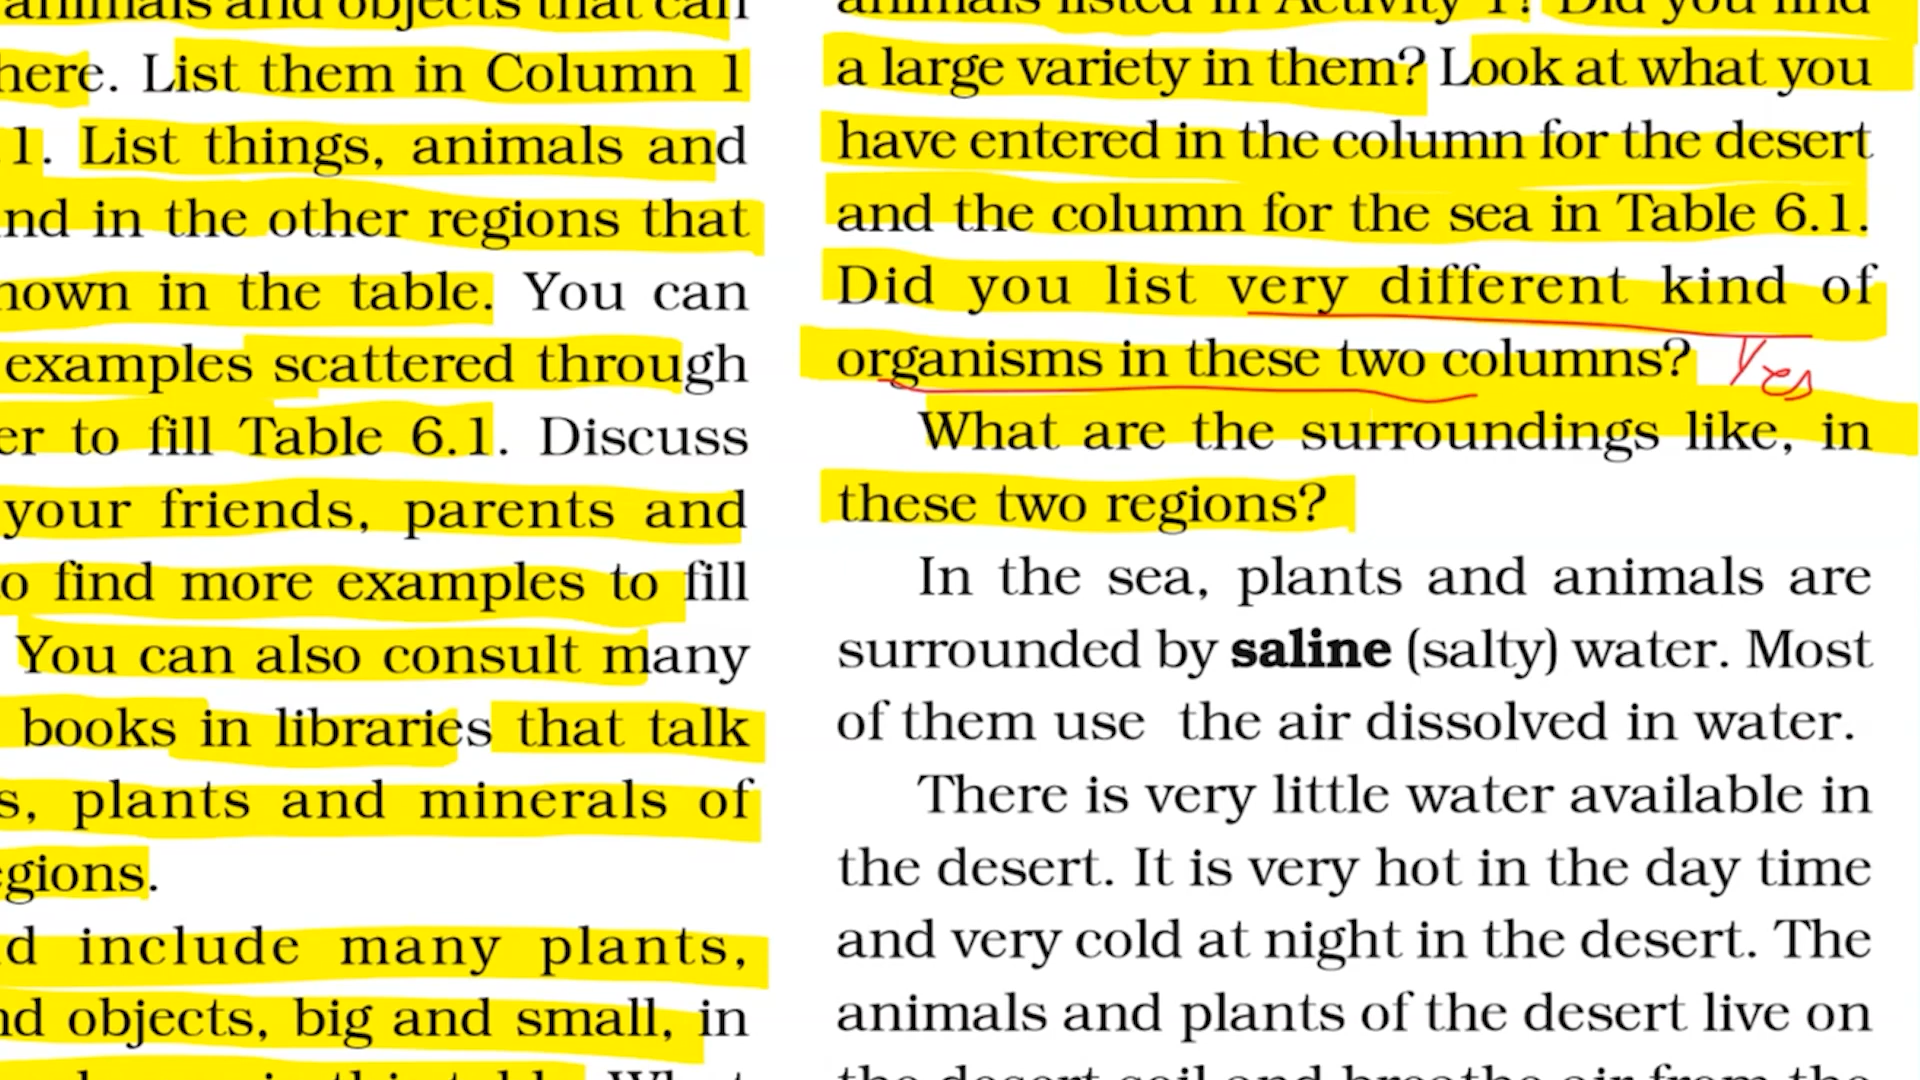 animals and objects that can
here. List them in Column 1
1. List things, animals and
nd in the other regions that
hown in the table. You can
examples scattered through
er to fill Table 6.1. Discuss
your friends, parents and
o find more examples to fill
You can also consult many
books in libraries that talk
s, plants and minerals of
egions.
d include many plants,
nd objects, big and small, in
animals listed in Activity 1? Did you find
a large variety in them? Look at what you
have entered in the column for the desert
and the column for the sea in Table 6.1.
Did you list very different kind of
organisms in these two columns? Yes
What are the surroundings like, in
these two regions?
In the sea, plants and animals are
surrounded by saline (salty) water. Most
of them use the air dissolved in water.
There is very little water available in
the desert. It is very hot in the day time
and very cold at night in the desert. The
animals and plants of the desert live on
the desert soil and breathe air from the